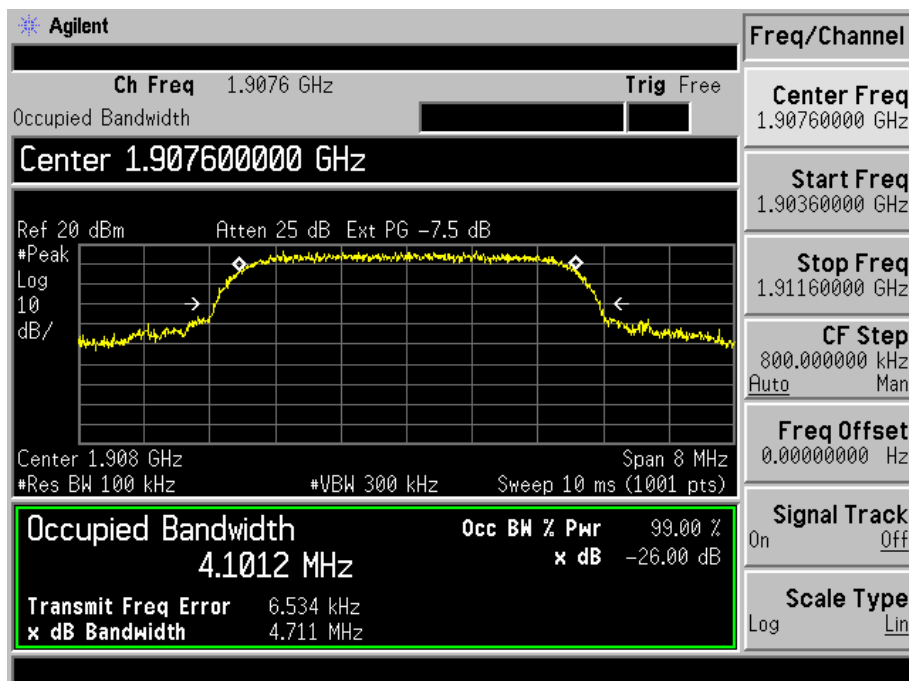 Agilent
Ch Freq 1.9076 GHz Trig Free
Occupied Bandwidth
Center 1.907600000 GHz
Ref 20 dBm Atten 25 dB Ext PG -7.5 dB
#Peak
Log
10
dB/
Center 1.908 GHz Span 8 MHz
#Res BW 100 kHz #VBW 300 kHz Sweep 10 ms (1001 pts)
Occupied Bandwidth
4.1012 MHz
Occ BW % Pwr 99.00 %
x dB -26.00 dB
Transmit Freq Error 6.534 kHz
x dB Bandwidth 4.711 MHz
Freq/Channel
Center Freq
1.90760000 GHz
Start Freq
1.90360000 GHz
Stop Freq
1.91160000 GHz
CF Step
800.000000 kHz
Auto Man
Freq Offset
0.00000000 Hz
Signal Track
On Off
Scale Type
Log Lin